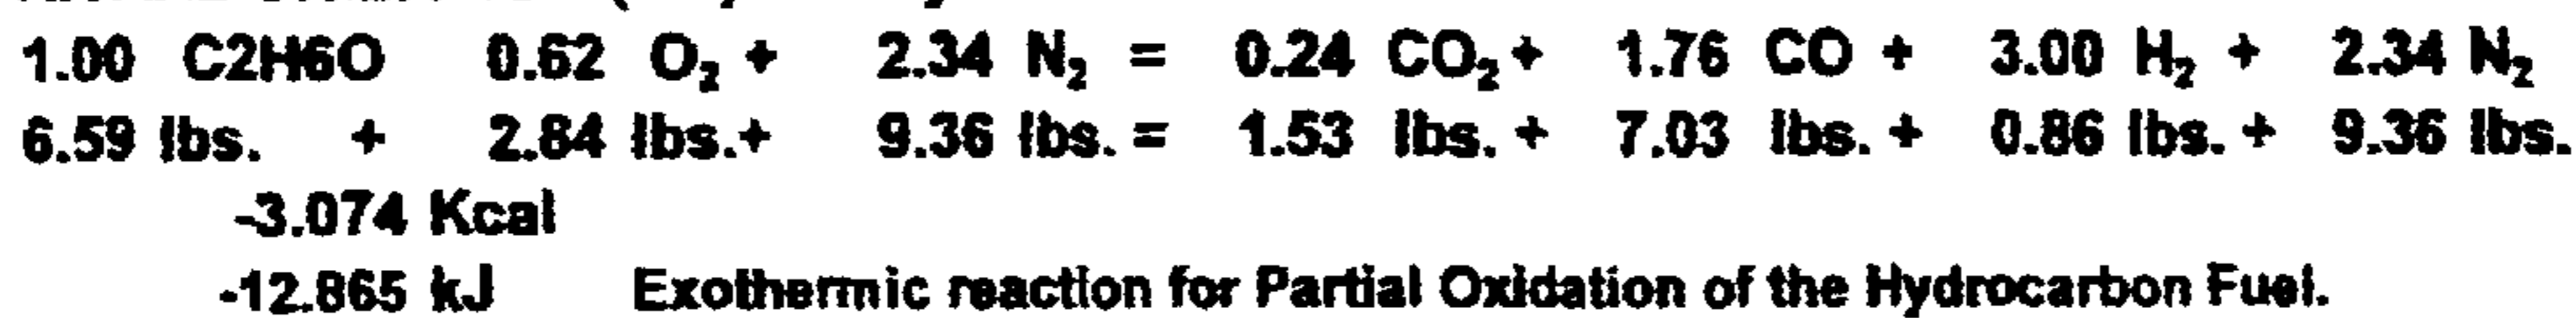 1.00 C2H6O 0.62 O₂ + 2.34 N₂ = 0.24 CO₂ + 1.76 CO + 3.00 H₂ + 2.34 N₂
6.59 lbs. + 2.84 lbs.+ 9.36 lbs. = 1.53 lbs. + 7.03 lbs. + 0.86 lbs. + 9.36 lbs.
-3.074 Kcal
-12.865 kJ Exothermic reaction for Partial Oxidation of the Hydrocarbon Fuel.